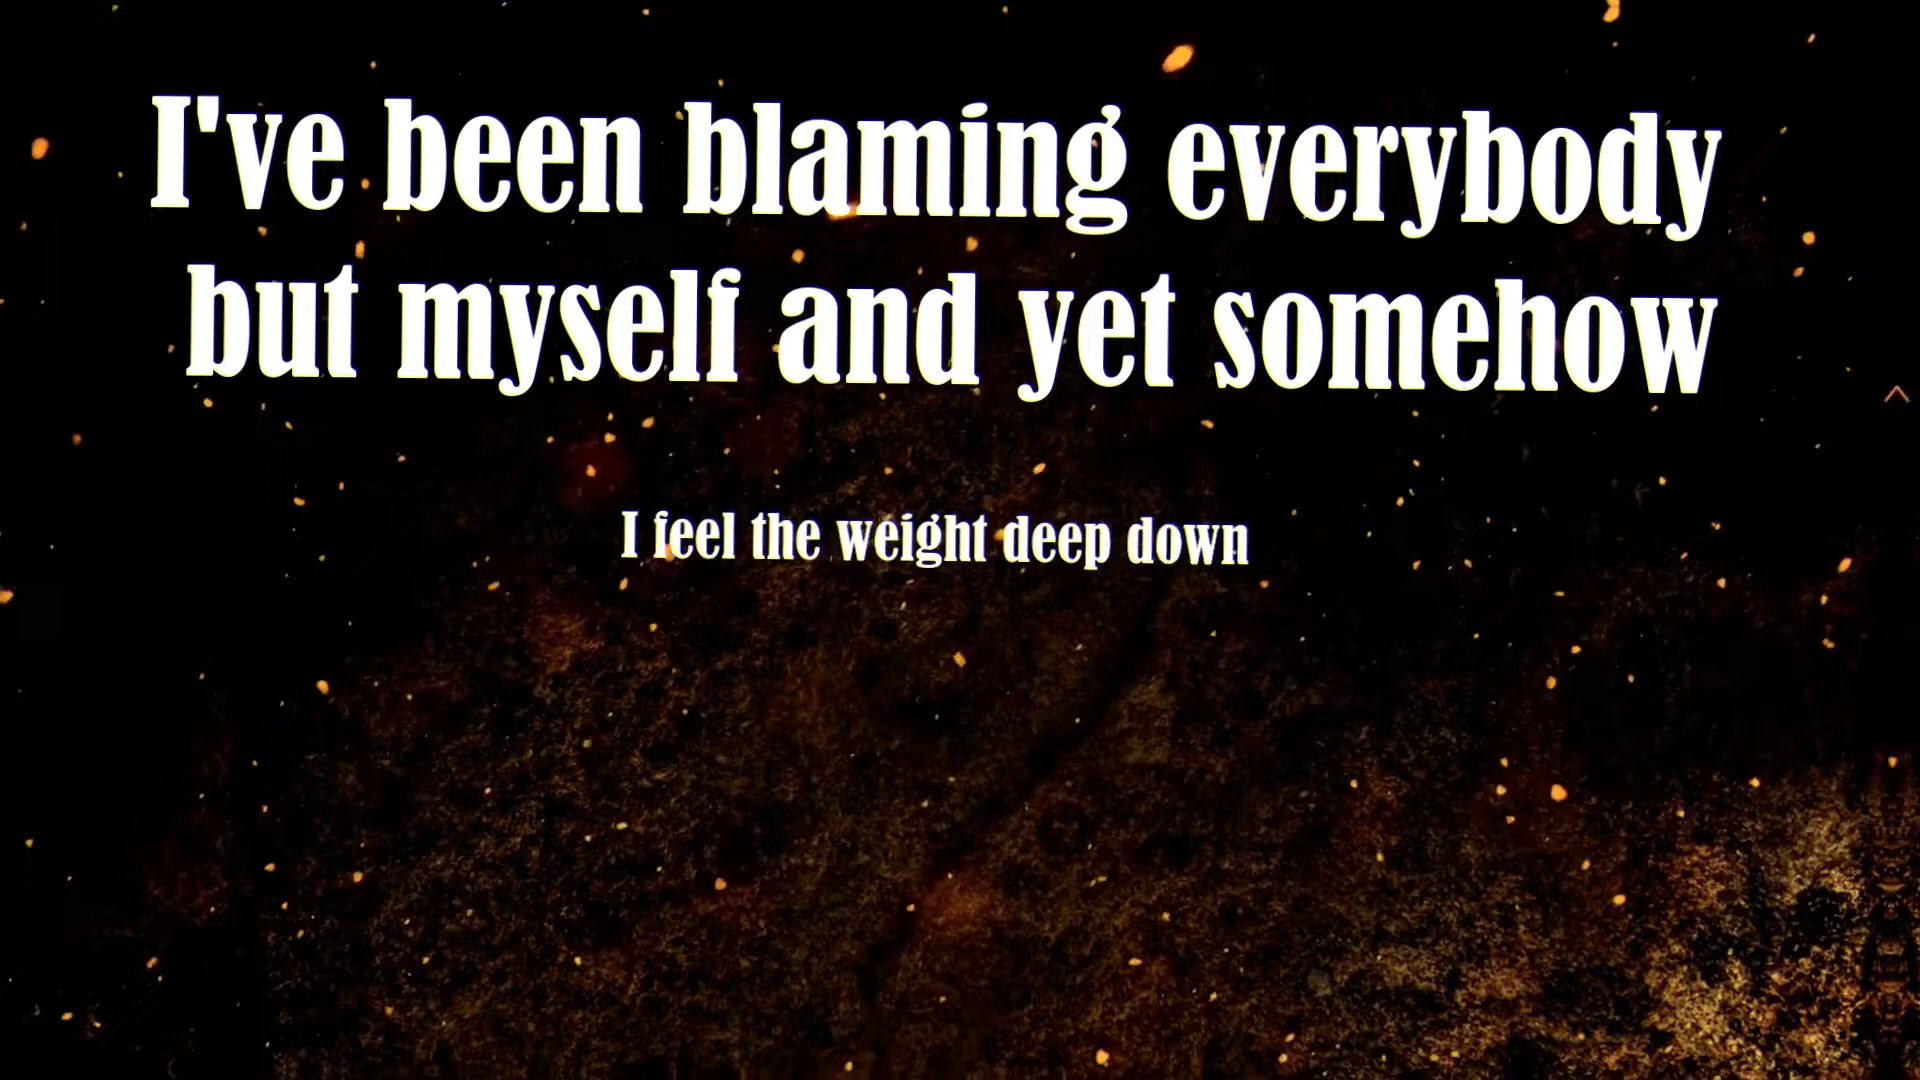 I've been blaming everybody
but myself and yet somehow
I feel the weight deep down